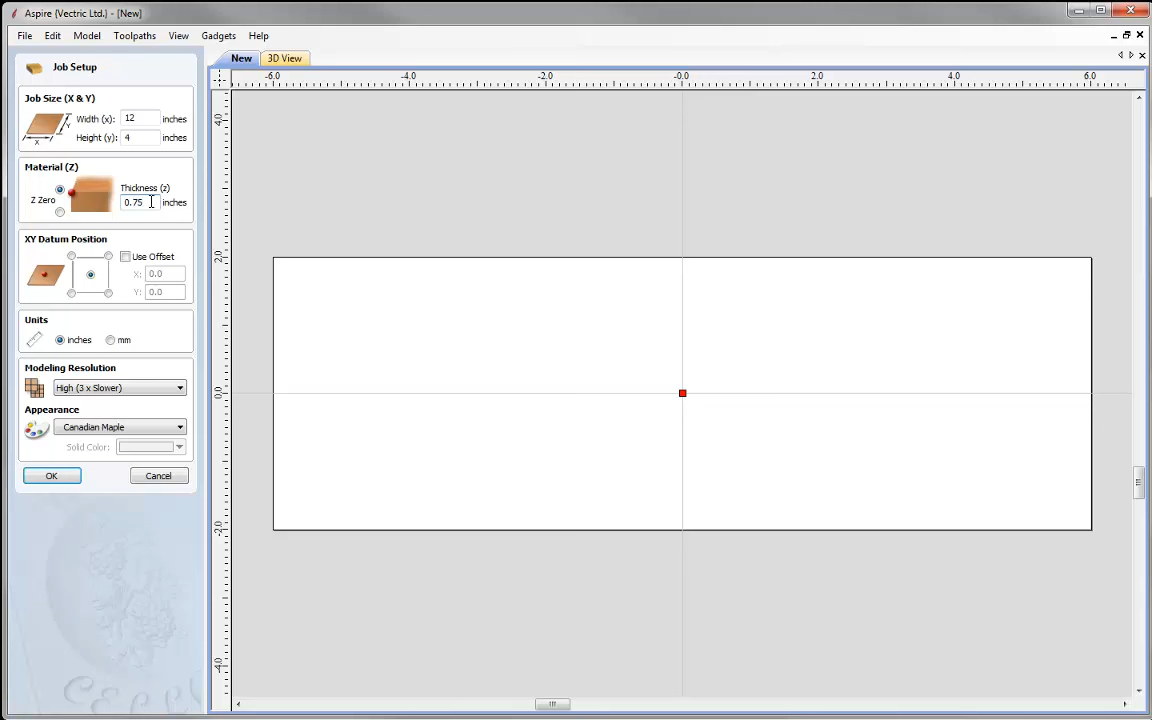 Aspire (Vectric Ltd.) - [New]
File Edit Model Toolpaths View Gadgets Help
Job Setup
Job Size (X & Y)
Width (x): 12 inches
Height (y): 4 inches
Y
X
Material (Z)
Thickness (z)
Z Zero
0.75 inches
XY Datum Position
Use Offset
X: 0.0
Y: 0.0
Units
inches mm
Modeling Resolution
High (3 x Slower)
Appearance
Canadian Maple
Solid Color:
OK Cancel
New 3D View
-6.0 -4.0 -2.0 -0.0 2.0 4.0 6.0
4.0
2.0
0.0
-2.0
-4.0